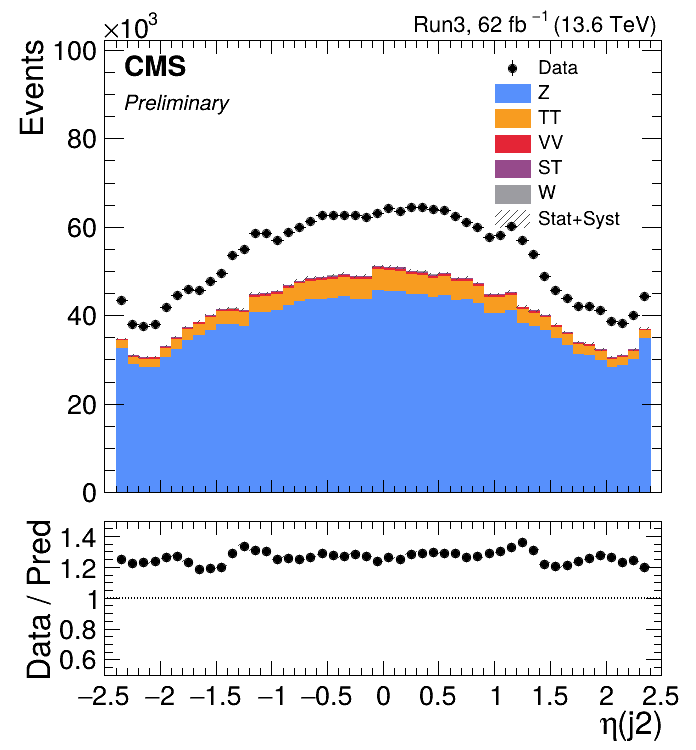 ×10³
Run3, 62 fb⁻¹ (13.6 TeV)
Events
100
80
60
40
20
0
CMS
Preliminary
Data
Z
TT
VV
ST
W
Stat+Syst
Data / Pred
1.4
1.2
1
0.8
0.6
−2.5 −2 −1.5 −1 −0.5 0 0.5 1 1.5 2 2.5
η(j2)